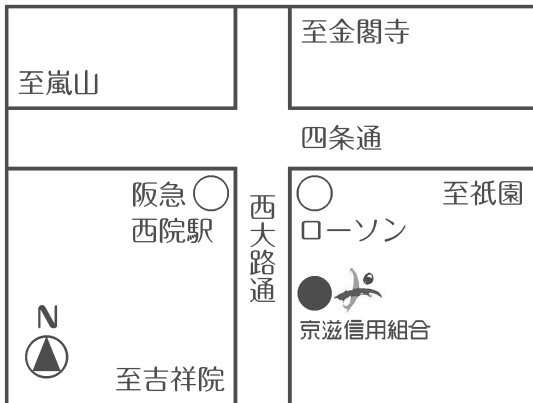 至金閣寺
至嵐山
四条通
阪急
西院駅
西大路通
至祇園
ローソン
京滋信用組合
N
至吉祥院